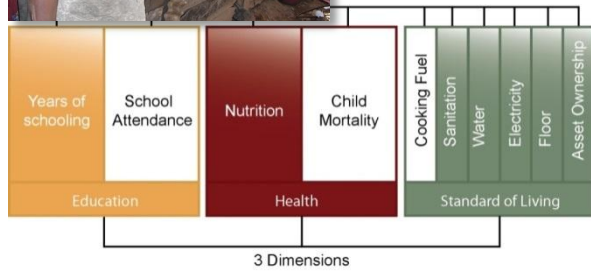 Years of
schooling
School
Attendance
Nutrition
Child
Mortality
Cooking Fuel
Sanitation
Water
Electricity
Floor
Asset Ownership
Education
Health
Standard of Living
3 Dimensions